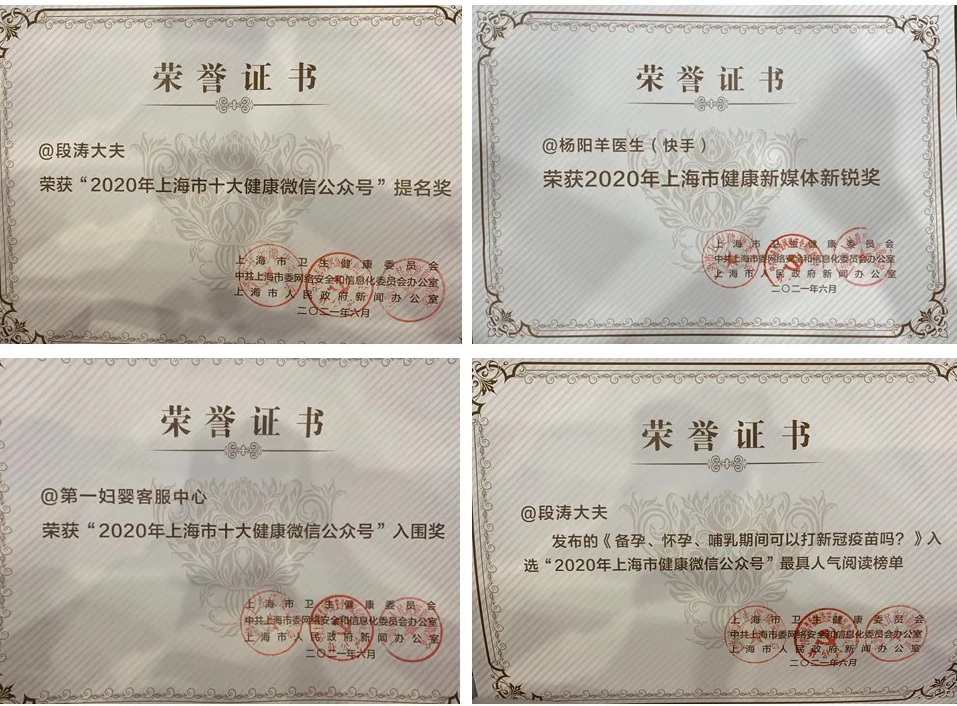 荣誉证书
@段涛大夫
荣获“2020年上海市十大健康微信公众号”提名奖
上海市卫生健康委员会
中共上海市委网络安全和信息化委员会办公室
上海市人民政府新闻办公室
二〇二一年六月
荣誉证书
@杨阳羊医生（快手）
荣获2020年上海市健康新媒体新锐奖
上海市卫生健康委员会
中共上海市委网络安全和信息化委员会办公室
上海市人民政府新闻办公室
二〇二一年六月
荣誉证书
@第一妇婴客服中心
荣获“2020年上海市十大健康微信公众号”入围奖
上海市卫生健康委员会
中共上海市委网络安全和信息化委员会办公室
上海市人民政府新闻办公室
二〇二一年六月
荣誉证书
@段涛大夫
发布的《备孕、怀孕、哺乳期间可以打新冠疫苗吗？》入
选“2020年上海市健康微信公众号”最具人气阅读榜单
上海市卫生健康委员会
中共上海市委网络安全和信息化委员会办公室
上海市人民政府新闻办公室
二〇二一年六月